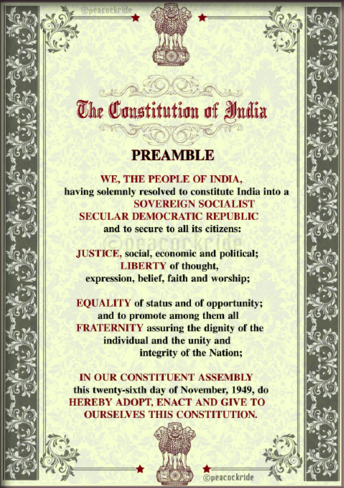 ©peacockride
The Constitution of India
PREAMBLE
WE, THE PEOPLE OF INDIA,
having solemnly resolved to constitute India into a
SOVEREIGN SOCIALIST
SECULAR DEMOCRATIC REPUBLIC
and to secure to all its citizens:
©peacockride
JUSTICE, social, economic and political;
LIBERTY of thought,
expression, belief, faith and worship;
EQUALITY of status and of opportunity;
and to promote among them all
FRATERNITY assuring the dignity of the
individual and the unity and
integrity of the Nation;
IN OUR CONSTITUENT ASSEMBLY
this twenty-sixth day of November, 1949, do
HEREBY ADOPT, ENACT AND GIVE TO
OURSELVES THIS CONSTITUTION.
©peacockride